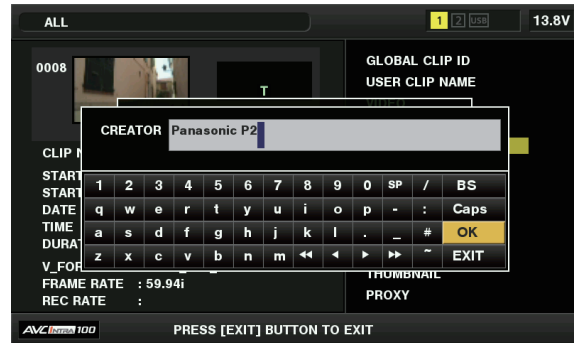 ALL
1 2 USB
13.8V
0008
T
GLOBAL CLIP ID
USER CLIP NAME
VIDEO
CREATOR Panasonic P2
CLIP N
START
START
DATE
TIME
DURAT
V_FOR
FRAME RATE : 59.94i
REC RATE :
1 2 3 4 5 6 7 8 9 0 SP / BS
q w e r t y u i o p - : Caps
a s d f g h j k l . _ # OK
z x c v b n m ◀◀ ◀ ▶ ▶▶ ~ EXIT
THUMBNAIL
PROXY
AVC INTRA 100
PRESS [EXIT] BUTTON TO EXIT